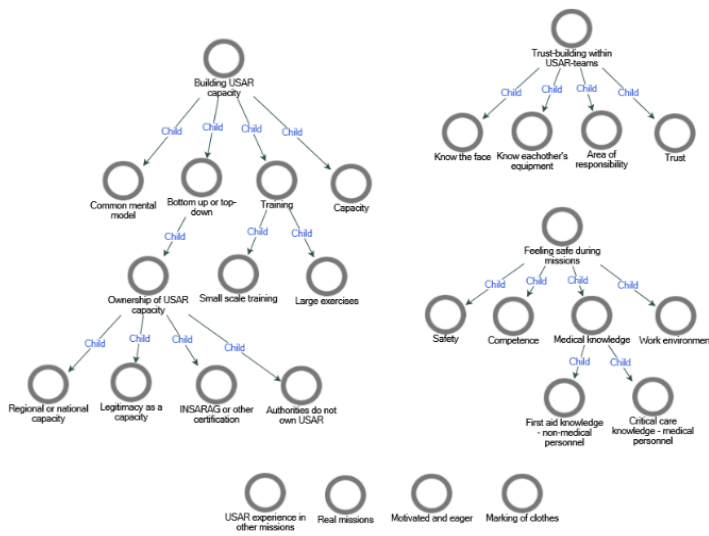 Building USAR
capacity
Child
Child
Child
Child
Common mental
model
Bottom up or top-
down
Training
Capacity
Child
Child
Child
Ownership of USAR
capacity
Small scale training
Large exercises
Child
Child
Child
Child
Regional or national
capacity
Legitimacy as a
capacity
INSARAG or other
certification
Authorities do not
own USAR
Trust-building within
USAR-teams
Child
Child
Child
Child
Know the face
Know eachother's
equipment
Area of
responsibility
Trust
Feeling safe during
missions
Child
Child
Child
Child
Safety
Competence
Medical knowledge
Work environmen
Child
Child
First aid knowledge
- non-medical
personnel
Critical care
knowledge - medical
personnel
USAR experience in
other missions
Real missions
Motivated and eager
Marking of clothes